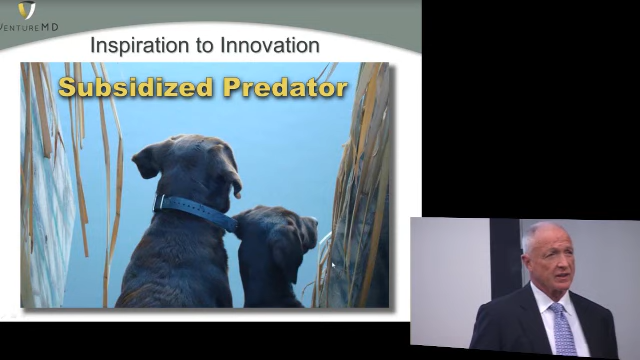 VENTUREMD
Inspiration to Innovation
Subsidized Predator